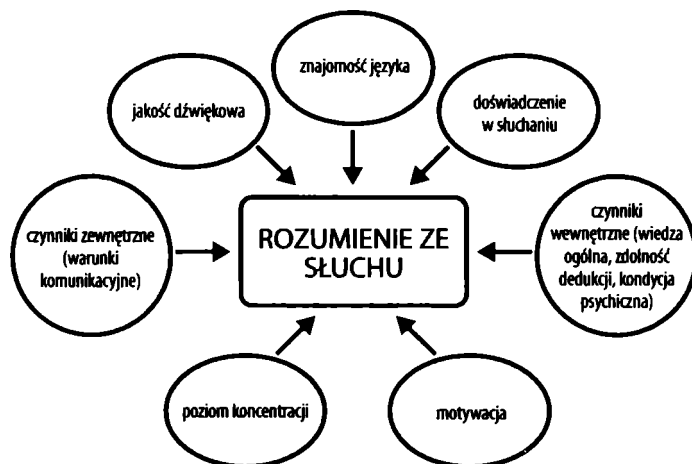 znajomość języka
jakość dźwiękowa
doświadczenie
w słuchaniu
czynniki zewnętrzne
(warunki
komunikacyjne)
ROZUMIENIE ZE
SŁUCHU
czynniki
wewnętrzne (wiedza
ogólna, zdolność
dedukcji, kondycja
psychiczna)
poziom koncentracji
motywacja